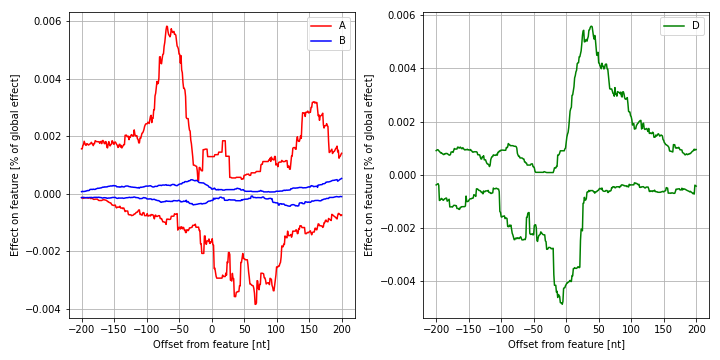 Effect on feature [% of global effect]
0.006
0.004
0.002
0.000
−0.002
−0.004
A
B
−200 −150 −100 −50 0 50 100 150 200
Offset from feature [nt]
Effect on feature [% of global effect]
0.006
0.004
0.002
0.000
−0.002
−0.004
D
−200 −150 −100 −50 0 50 100 150 200
Offset from feature [nt]